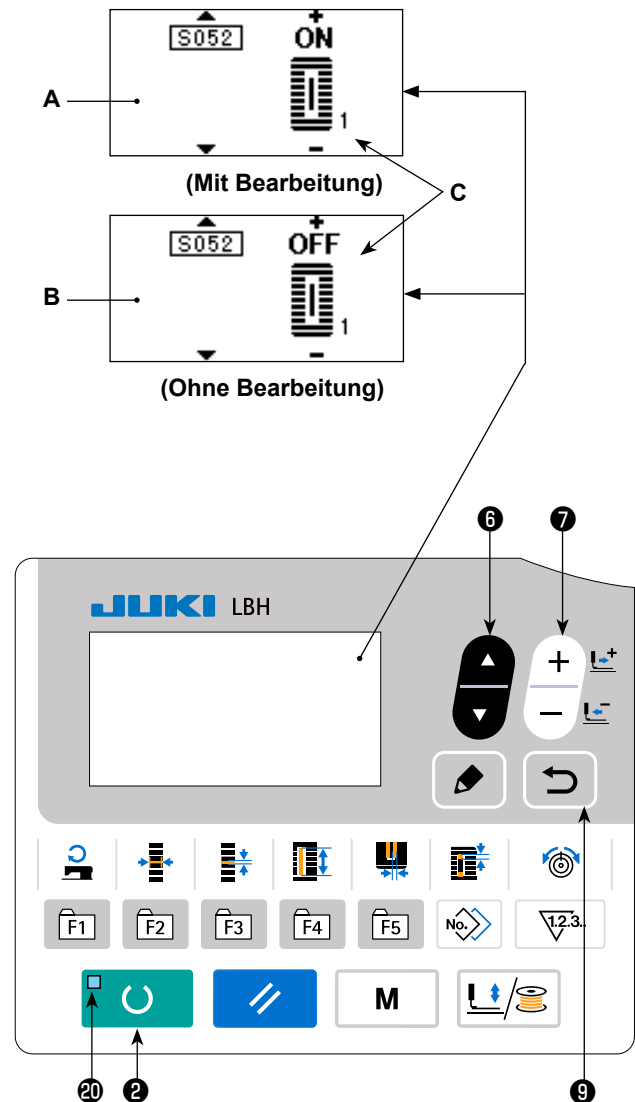 S052
+
ON
A
1
−
(Mit Bearbeitung)
C
S052
+
OFF
B
1
−
(Ohne Bearbeitung)
❻ ❼
JUKI LBH
+ +
− −
F1 F2 F3 F4 F5 No. 1.2.3..
M
⓴ ❷ ❾